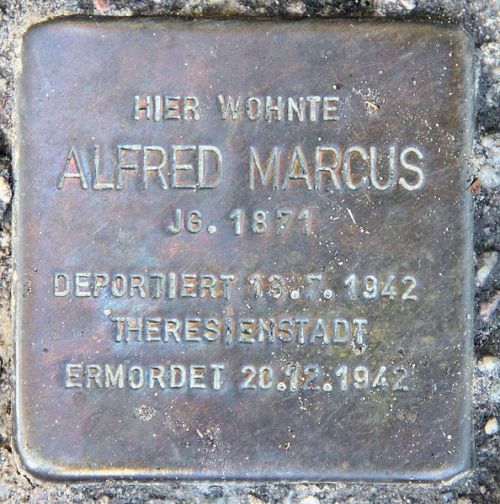 HIER WOHNTE
ALFRED MARCUS
JG. 1871
DEPORTIERT 13.7.1942
THERESIENSTADT
ERMORDET 20.12.1942